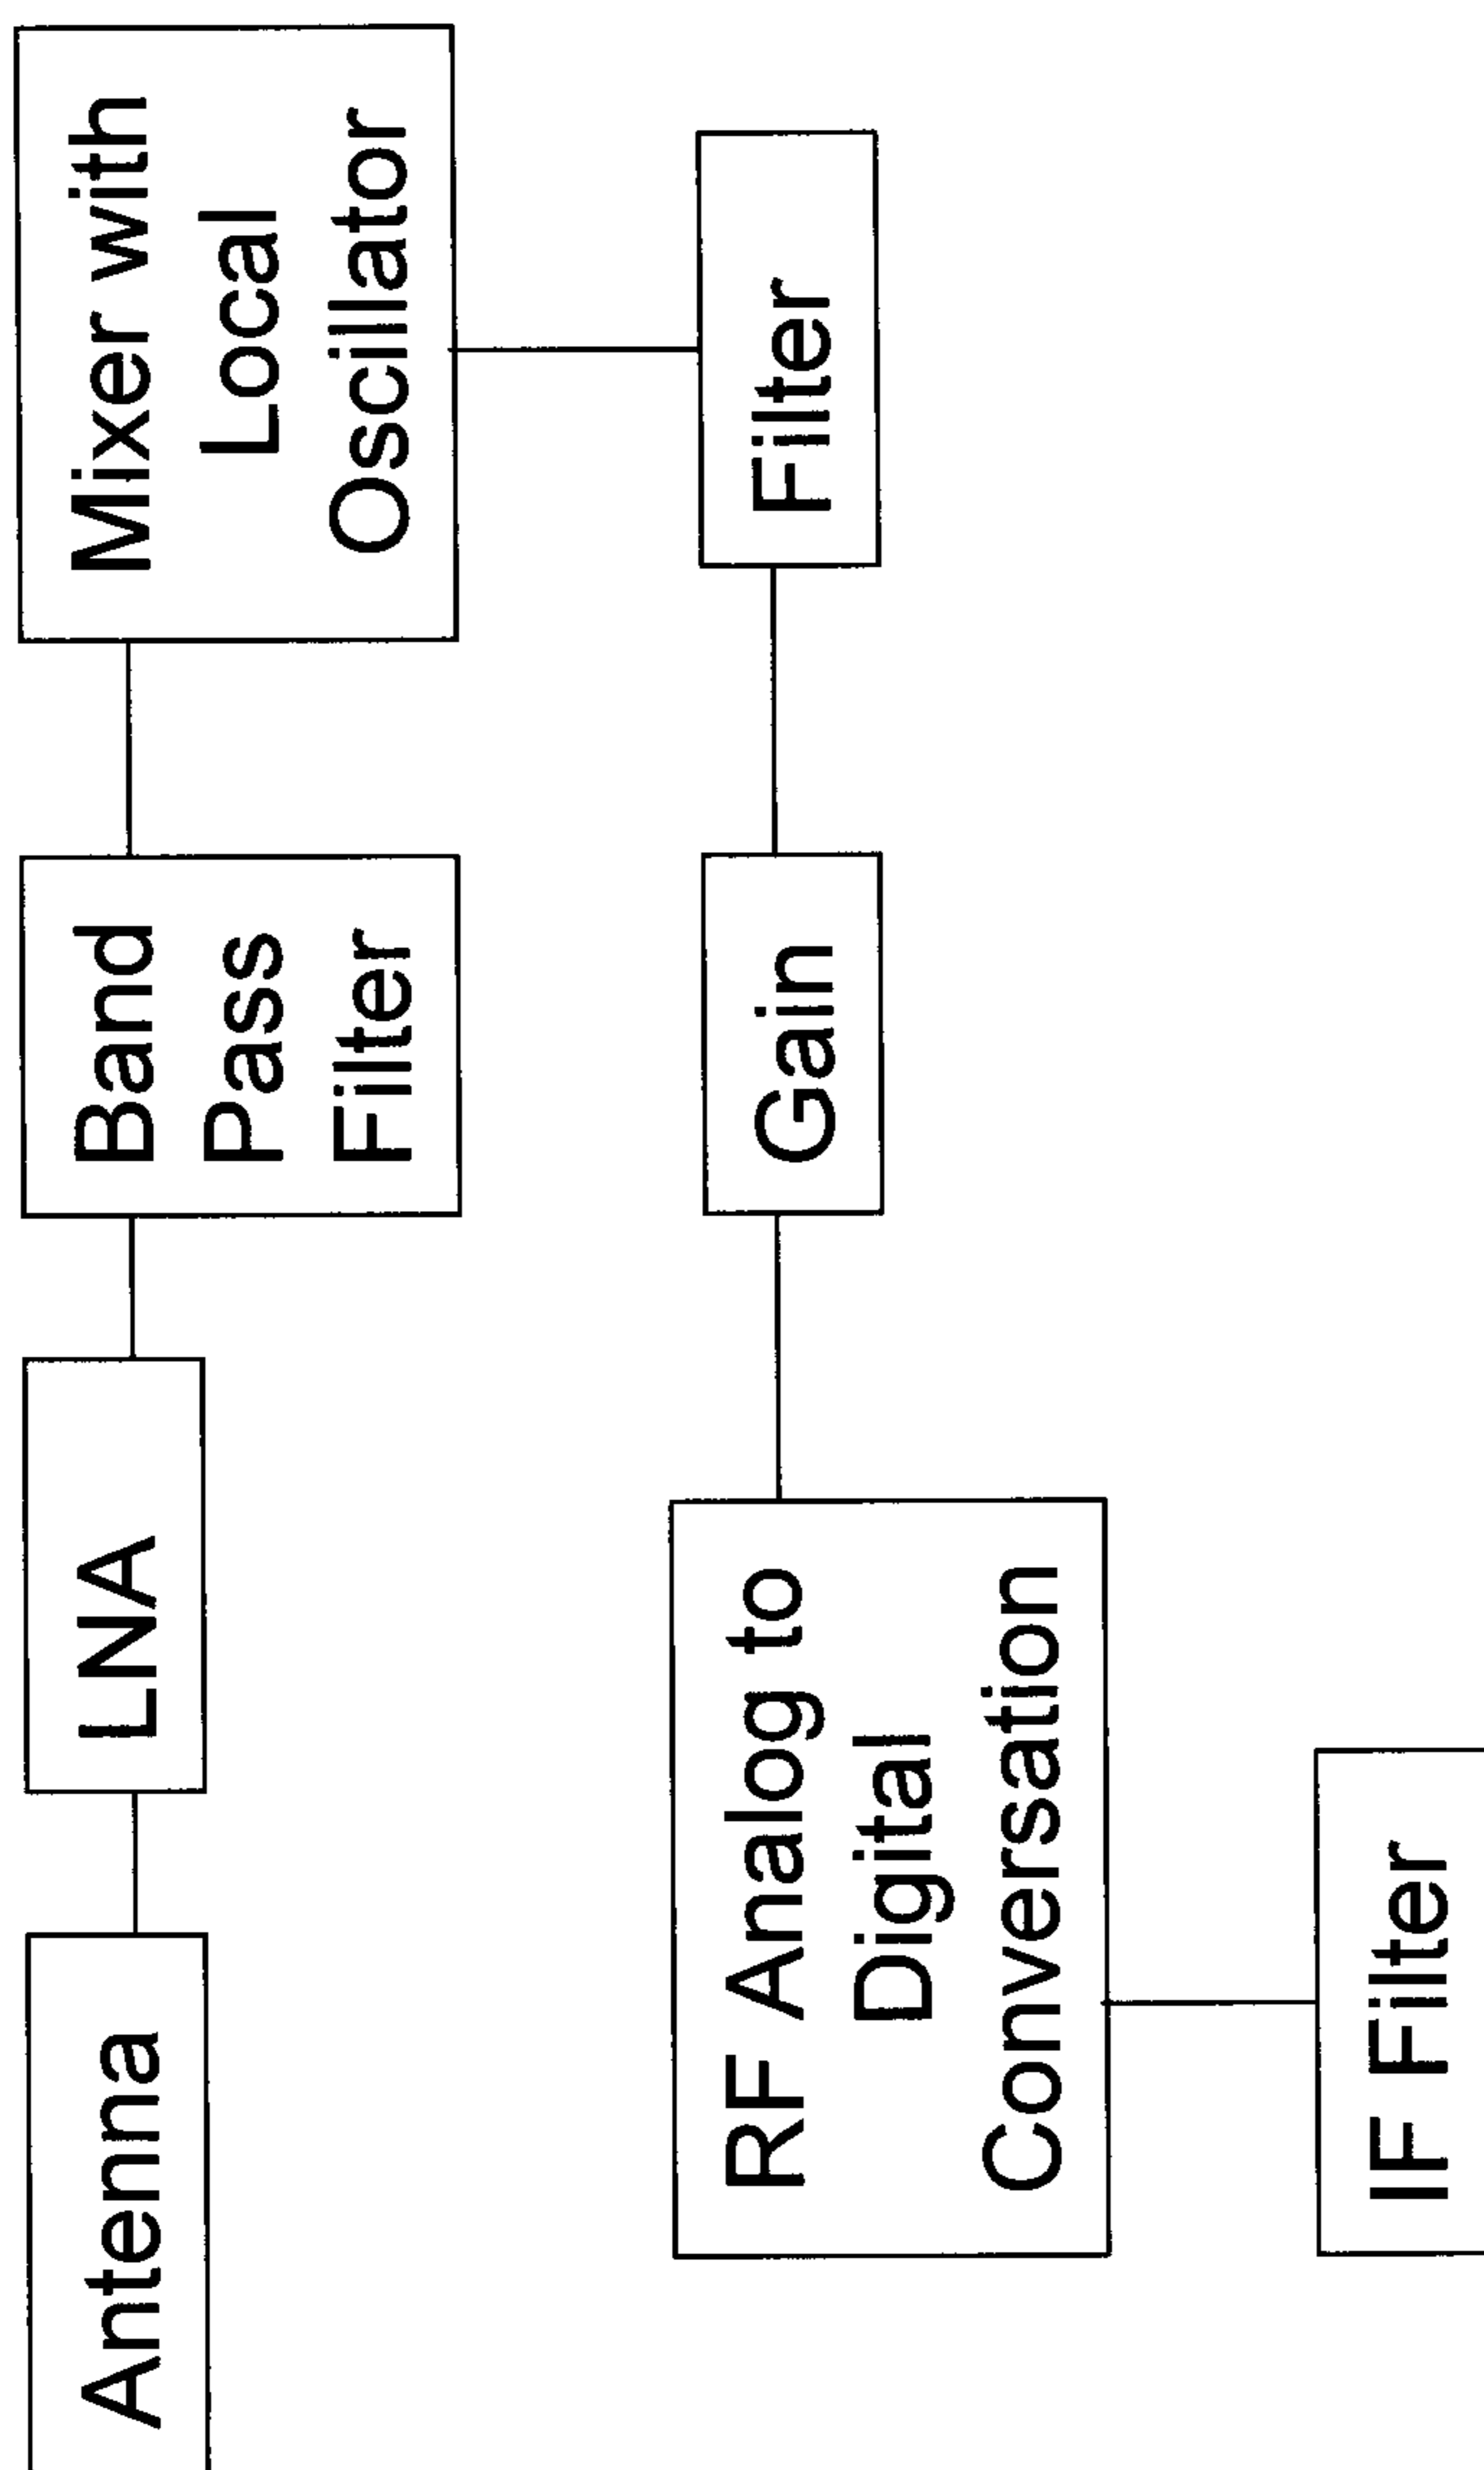 Antenna
LNA
Band
Pass
Filter
Mixer with
Local
Oscillator
Filter
Gain
RF Analog to
Digital
Conversation
IF Filter